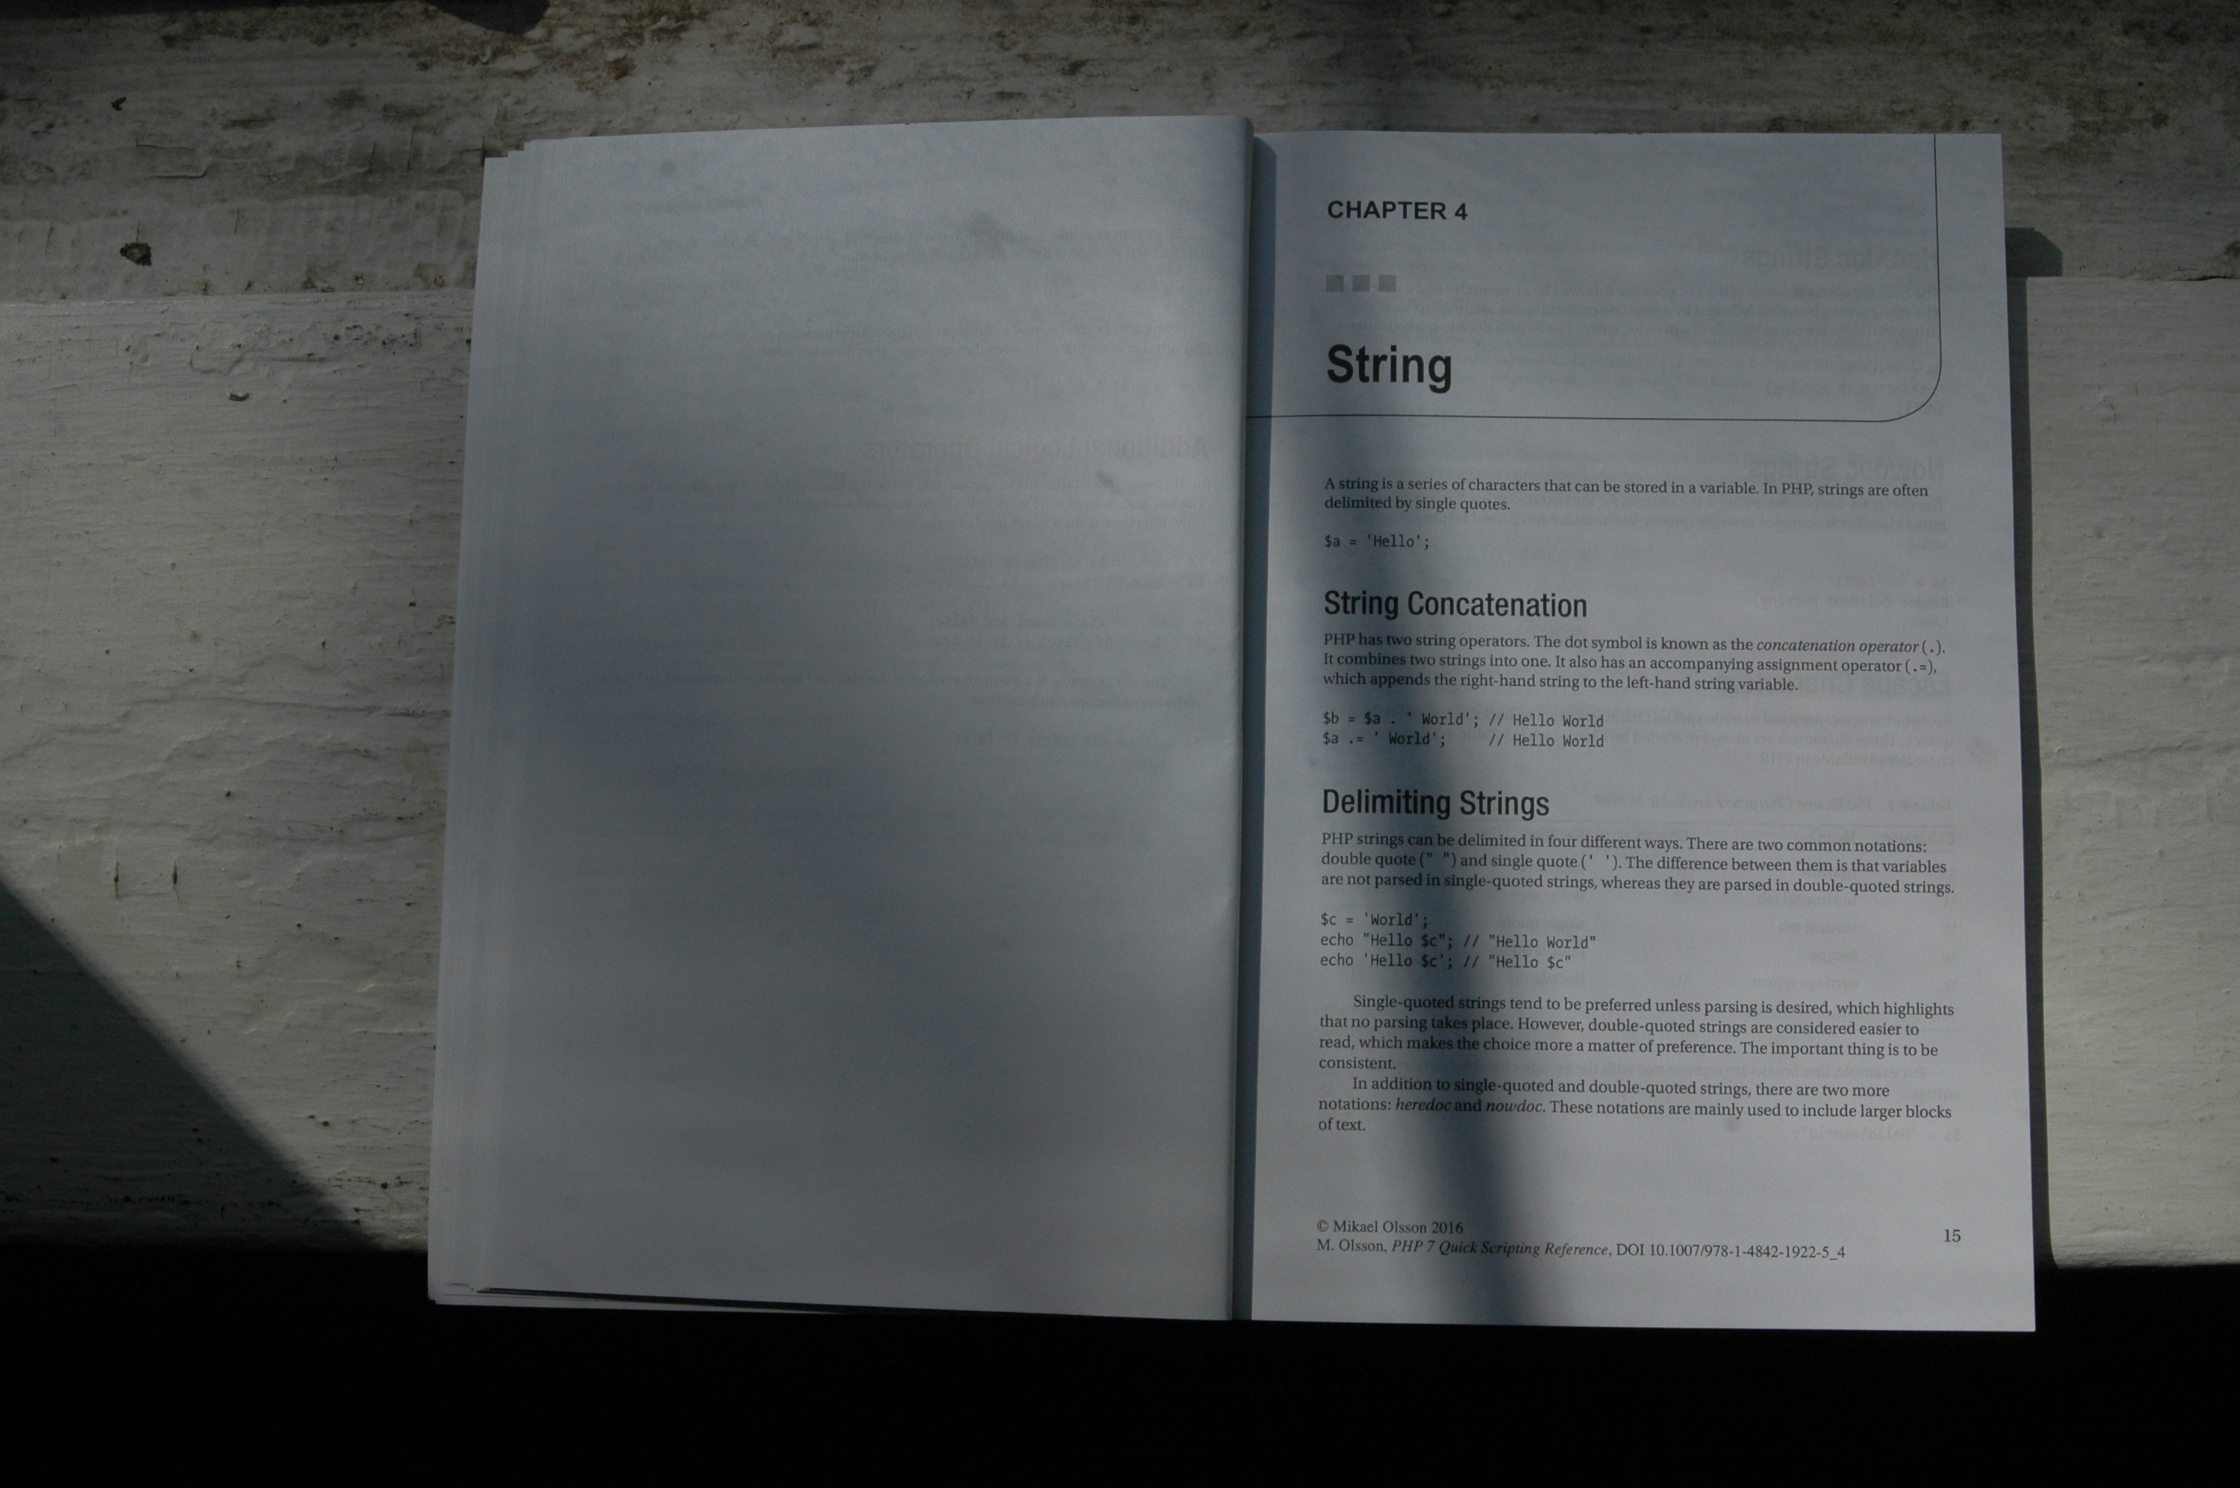 CHAPTER 4
String
A string is a series of characters that can be stored in a variable. In PHP, strings are often
delimited by single quotes.
$a = 'Hello';
String Concatenation
PHP has two string operators. The dot symbol is known as the concatenation operator (.).
It combines two strings into one. It also has an accompanying assignment operator (.=),
which appends the right-hand string to the left-hand string variable.
$b = $a . ' World'; // Hello World
$a .= ' World';     // Hello World
Delimiting Strings
PHP strings can be delimited in four different ways. There are two common notations:
double quote (" ") and single quote (' '). The difference between them is that variables
are not parsed in single-quoted strings, whereas they are parsed in double-quoted strings.
$c = 'World';
echo "Hello $c"; // "Hello World"
echo 'Hello $c'; // "Hello $c"
Single-quoted strings tend to be preferred unless parsing is desired, which highlights
that no parsing takes place. However, double-quoted strings are considered easier to
read, which makes the choice more a matter of preference. The important thing is to be
consistent.
In addition to single-quoted and double-quoted strings, there are two more
notations: heredoc and nowdoc. These notations are mainly used to include larger blocks
of text.
© Mikael Olsson 2016
M. Olsson, PHP 7 Quick Scripting Reference, DOI 10.1007/978-1-4842-1922-5_4
15